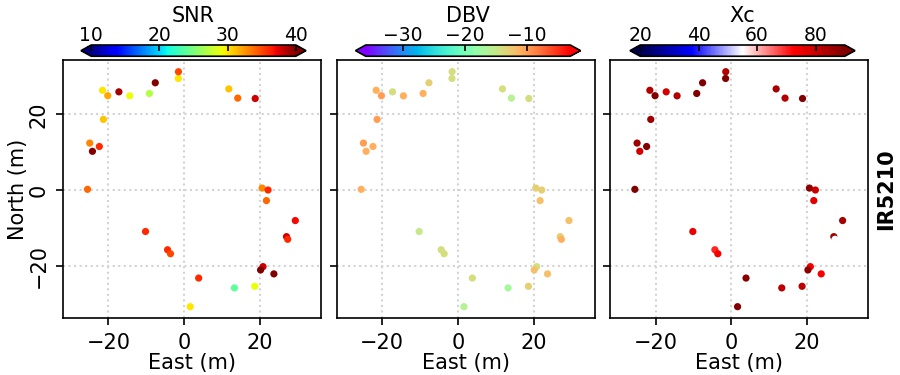 SNR DBV Xc
10 20 30 40 −30 −20 −10 20 40 60 80
North (m)
20
0
−20
IR5210
−20 0 20 −20 0 20 −20 0 20
East (m) East (m) East (m)